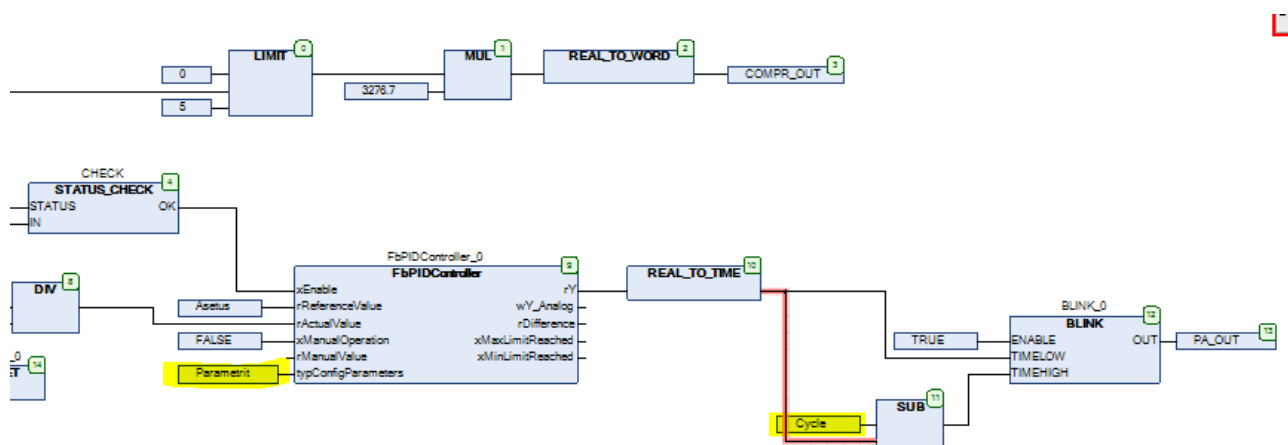 0
LIMIT
1
MUL
2
REAL_TO_WORD
3
0
COMPR_OUT
3276.7
5
CHECK
4
STATUS_CHECK
STATUS OK
IN
FbPIDController_0
9
FbPIDController
10
REAL_TO_TIME
8
DIV
xEnable rY
Asetus
rReferenceValue wY_Analog
rActualValue rDifference
FALSE
xManualOperation xMaxLimitReached
rManualValue xMinLimitReached
Parametrit
typConfigParameters
BLINK_0
12
BLINK
13
TRUE
ENABLE OUT
PA_OUT
TIMELOW
TIMEHIGH
_0
14
ET
11
SUB
Cycle